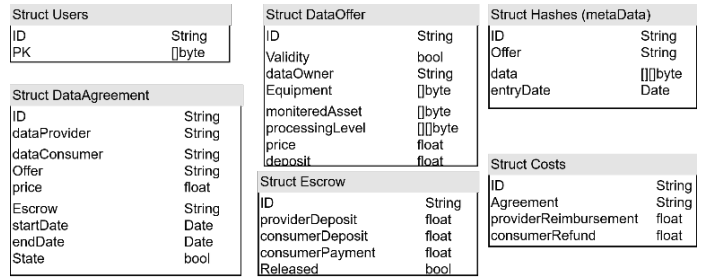 Struct Users
ID String
PK []byte
Struct DataAgreement
ID String
dataProvider String
dataConsumer String
Offer String
price float
Escrow String
startDate Date
endDate Date
State bool
Struct DataOffer
ID String
Validity bool
dataOwner String
Equipment []byte
moniteredAsset []byte
processingLevel [][]byte
price float
deposit float
Struct Escrow
ID String
providerDeposit float
consumerDeposit float
consumerPayment float
Released bool
Struct Hashes (metaData)
ID String
Offer String
data [][]byte
entryDate Date
Struct Costs
ID String
Agreement String
providerReimbursement float
consumerRefund float